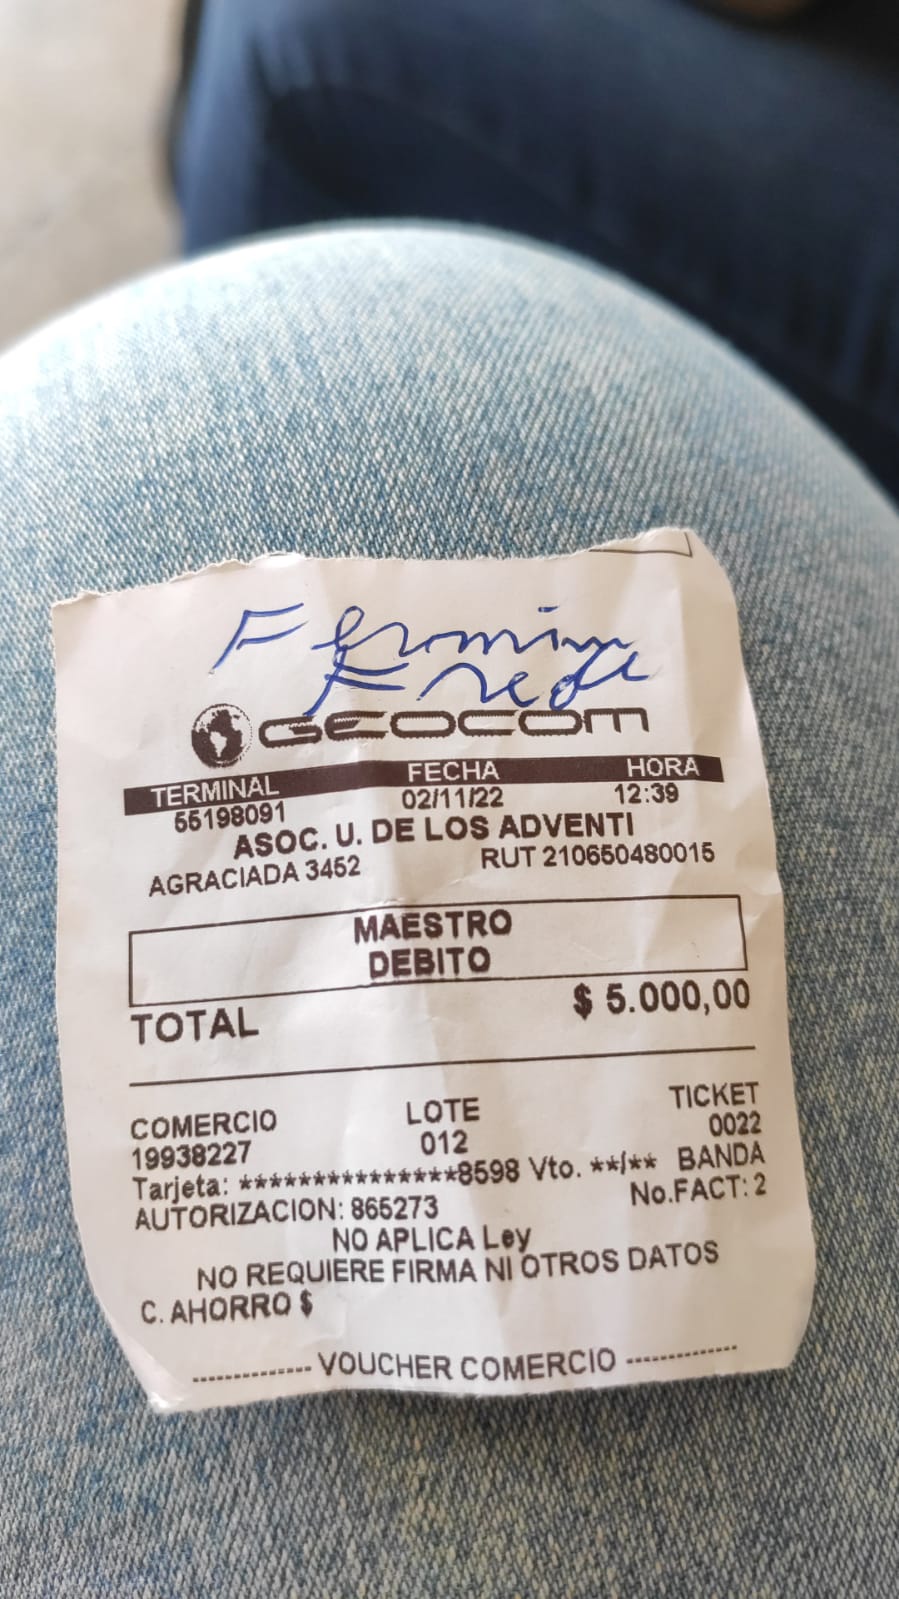 Fermin
GEOCOM
TERMINAL FECHA HORA
55198091 02/11/22 12:39
ASOC. U. DE LOS ADVENTI
AGRACIADA 3452 RUT 210650480015
MAESTRO
DEBITO
TOTAL $ 5.000,00
COMERCIO LOTE TICKET
19938227 012 0022
Tarjeta: ***************8598 Vto. **/** BANDA
AUTORIZACION: 865273 No.FACT: 2
NO APLICA Ley
NO REQUIERE FIRMA NI OTROS DATOS
C. AHORRO $
------------- VOUCHER COMERCIO -------------